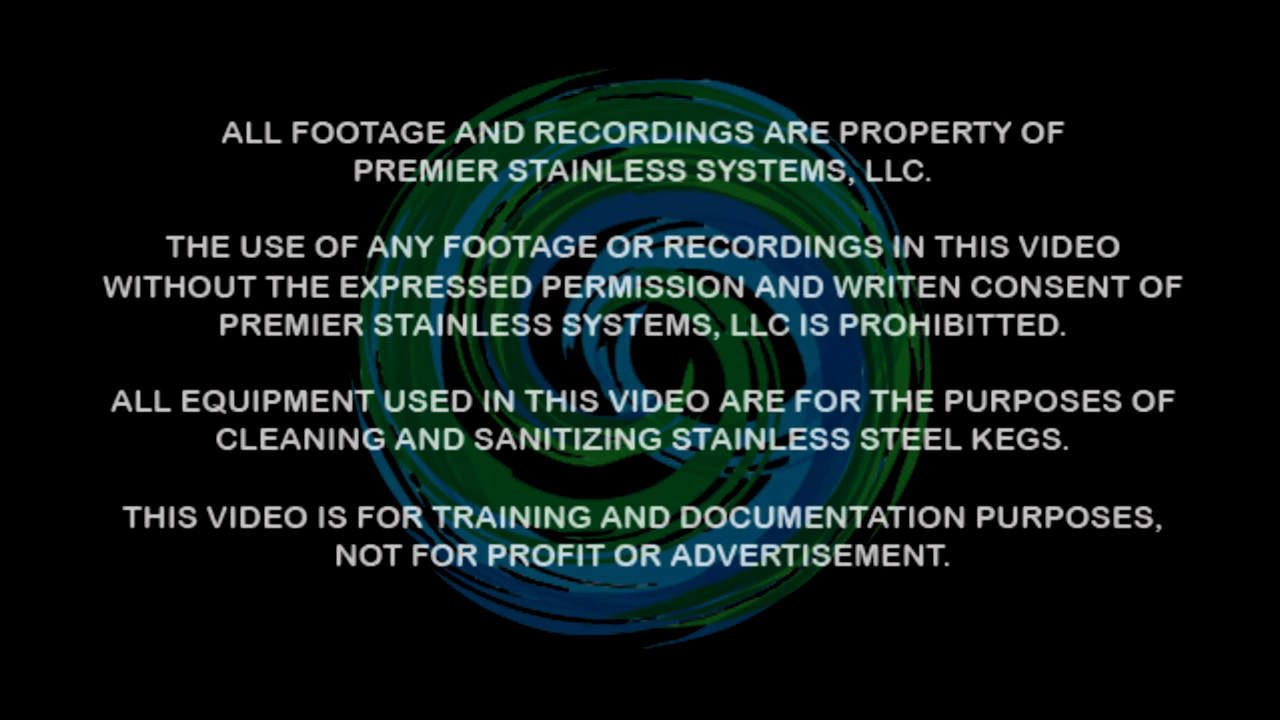 ALL FOOTAGE AND RECORDINGS ARE PROPERTY OF
PREMIER STAINLESS SYSTEMS, LLC.
THE USE OF ANY FOOTAGE OR RECORDINGS IN THIS VIDEO
WITHOUT THE EXPRESSED PERMISSION AND WRITEN CONSENT OF
PREMIER STAINLESS SYSTEMS, LLC IS PROHIBITTED.
ALL EQUIPMENT USED IN THIS VIDEO ARE FOR THE PURPOSES OF
CLEANING AND SANITIZING STAINLESS STEEL KEGS.
THIS VIDEO IS FOR TRAINING AND DOCUMENTATION PURPOSES,
NOT FOR PROFIT OR ADVERTISEMENT.